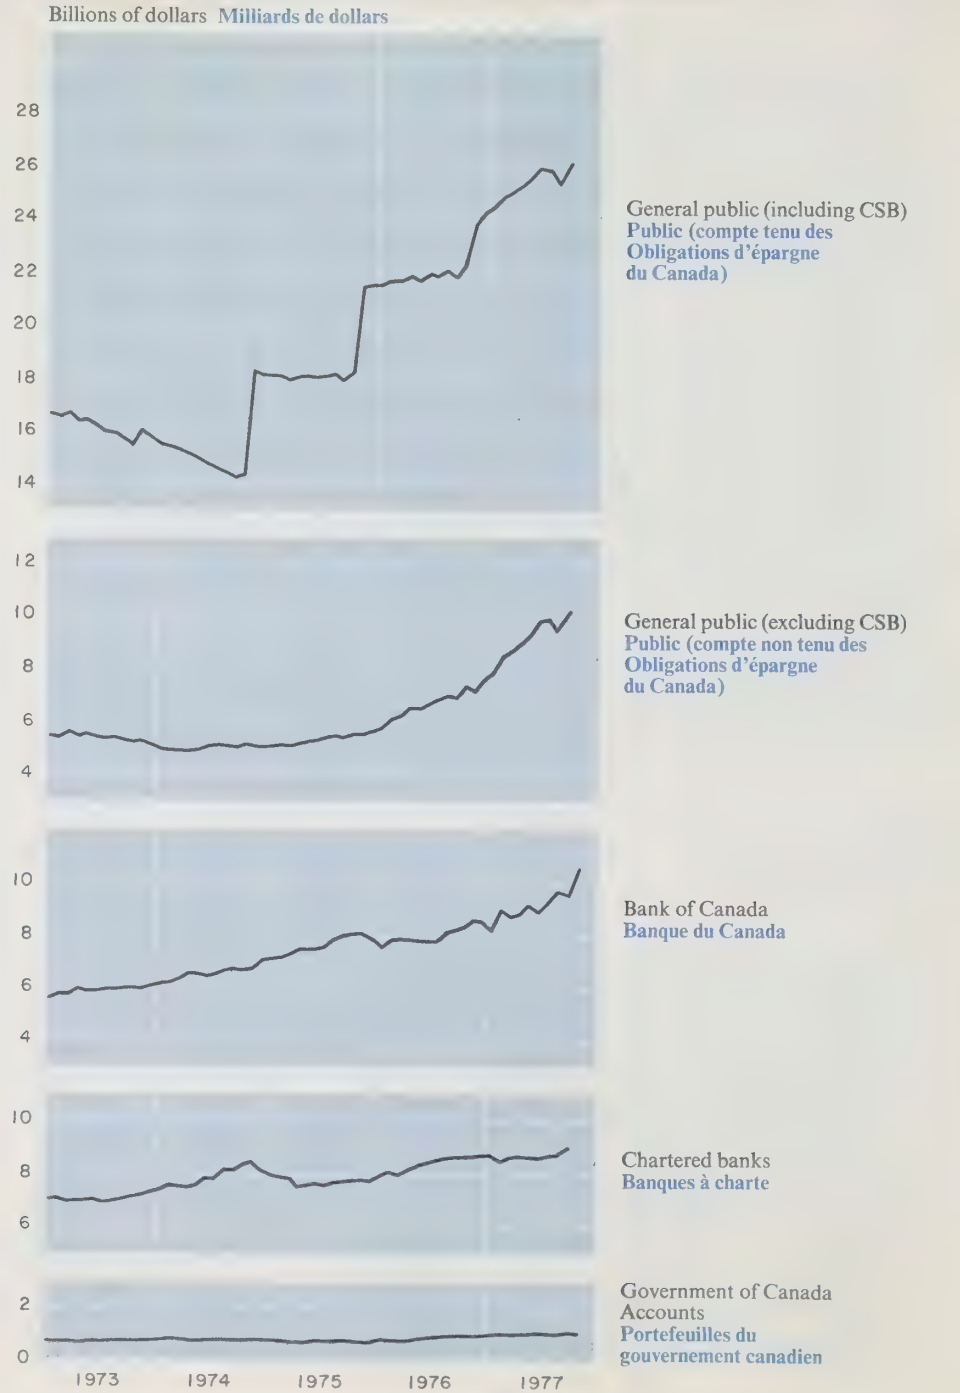 Billions of dollars Milliards de dollars
28
26
24
22
20
18
16
14
General public (including CSB)
Public (compte tenu des
Obligations d'épargne
du Canada)
12
10
8
6
4
General public (excluding CSB)
Public (compte non tenu des
Obligations d'épargne
du Canada)
10
8
6
4
Bank of Canada
Banque du Canada
10
8
6
Chartered banks
Banques à charte
2
0
Government of Canada
Accounts
Portefeuilles du
gouvernement canadien
1973 1974 1975 1976 1977